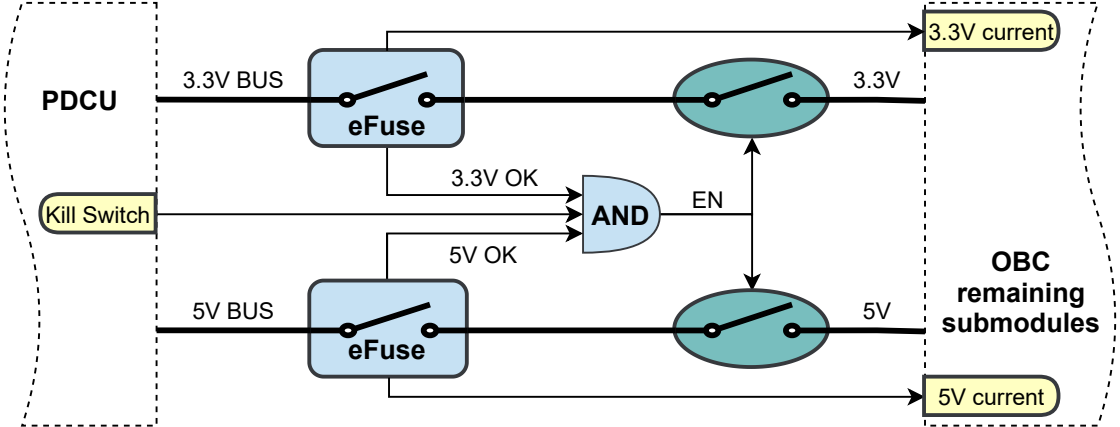 3.3V current
3.3V BUS
3.3V
PDCU
eFuse
3.3V OK
Kill Switch
AND
EN
5V OK
OBC
remaining
submodules
5V BUS
5V
eFuse
5V current